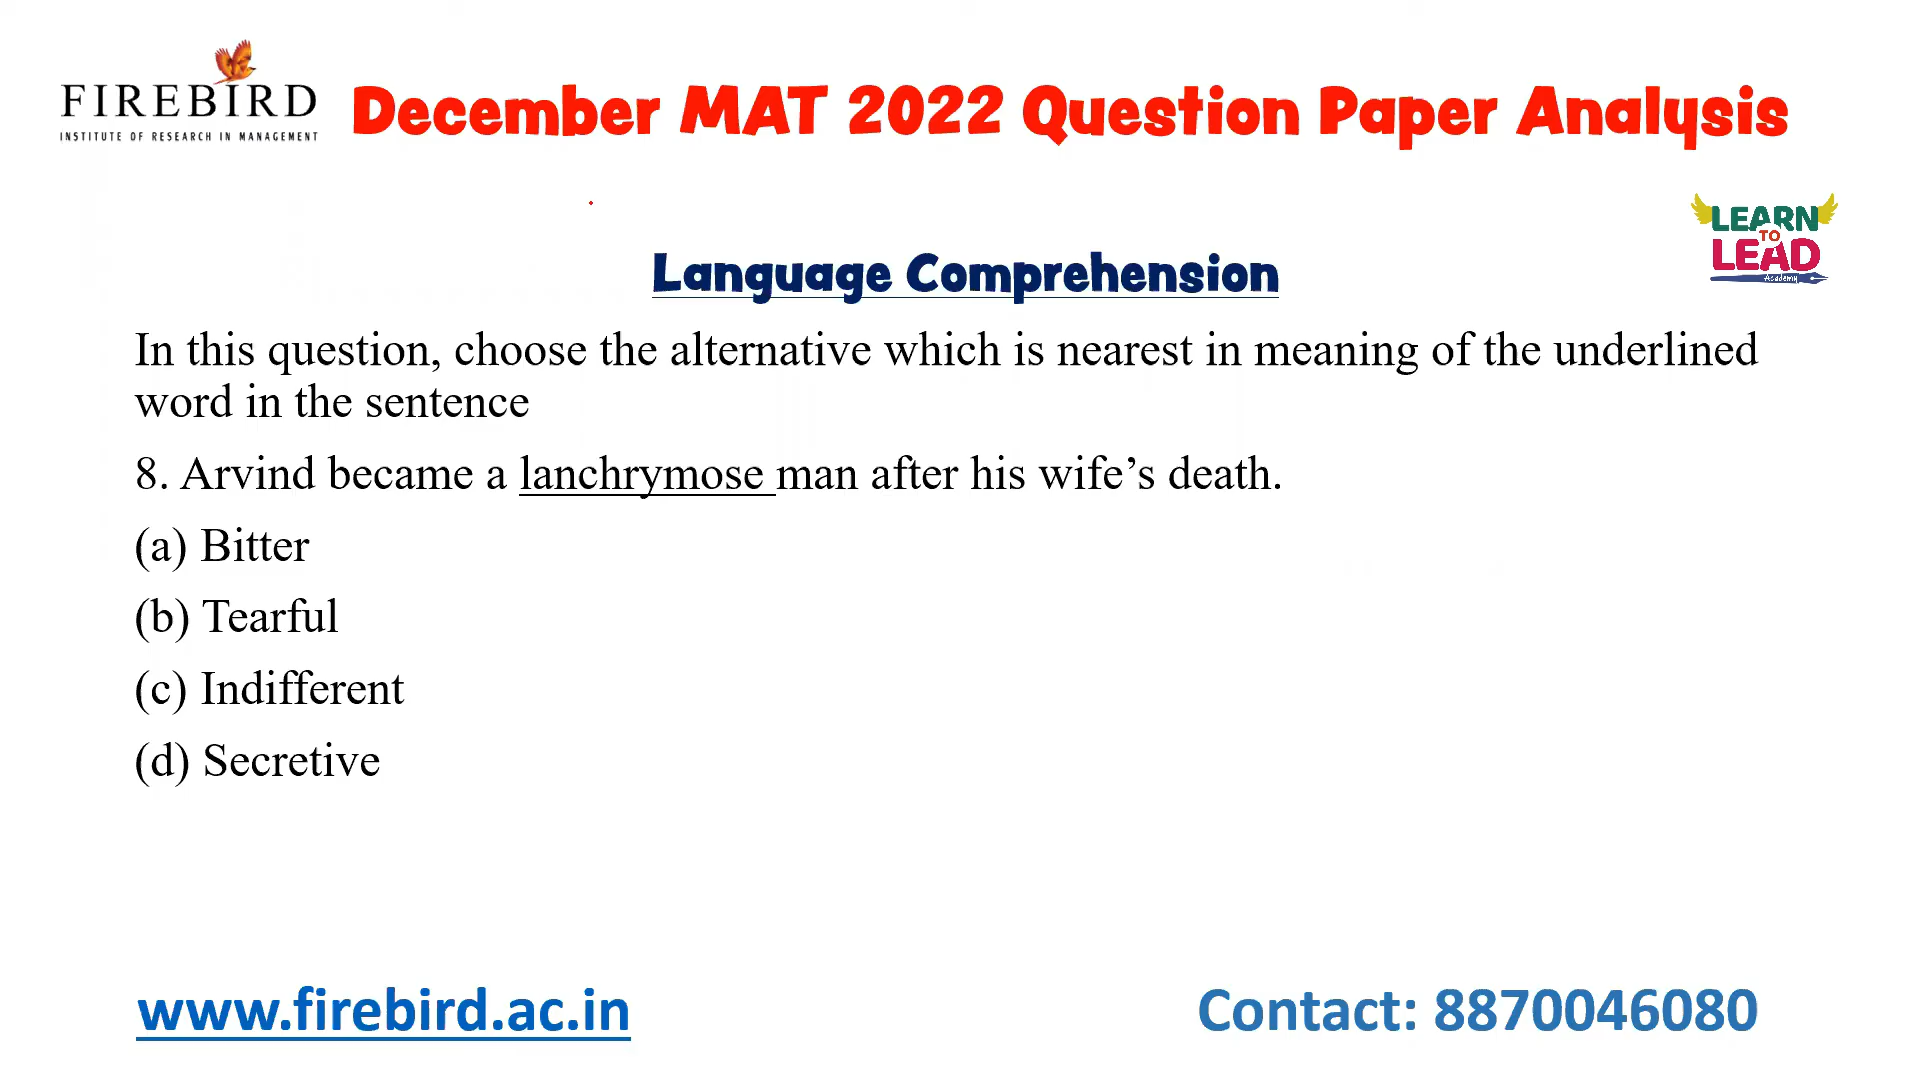 FIREBIRD
INSTITUTE OF RESEARCH IN MANAGEMENT
December MAT 2022 Question Paper Analysis
LEARN
TO
LEAD
Academy
Language Comprehension
In this question, choose the alternative which is nearest in meaning of the underlined
word in the sentence
8. Arvind became a lanchrymose man after his wife’s death.
(a) Bitter
(b) Tearful
(c) Indifferent
(d) Secretive
www.firebird.ac.in
Contact: 8870046080